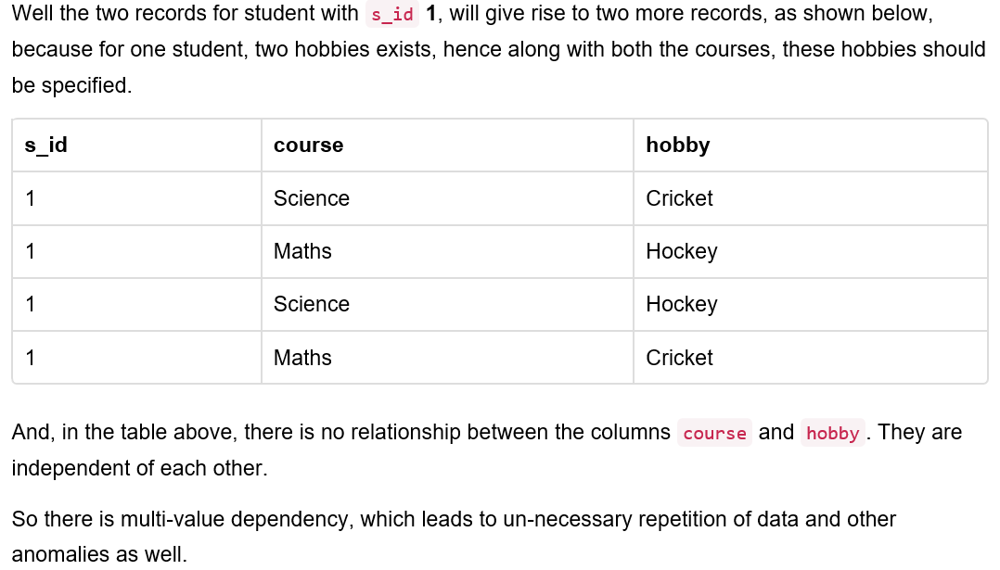 Well the two records for student with s_id 1, will give rise to two more records, as shown below,
because for one student, two hobbies exists, hence along with both the courses, these hobbies should
be specified.
s_id course hobby
1 Science Cricket
1 Maths Hockey
1 Science Hockey
1 Maths Cricket
And, in the table above, there is no relationship between the columns course and hobby. They are
independent of each other.
So there is multi-value dependency, which leads to un-necessary repetition of data and other
anomalies as well.